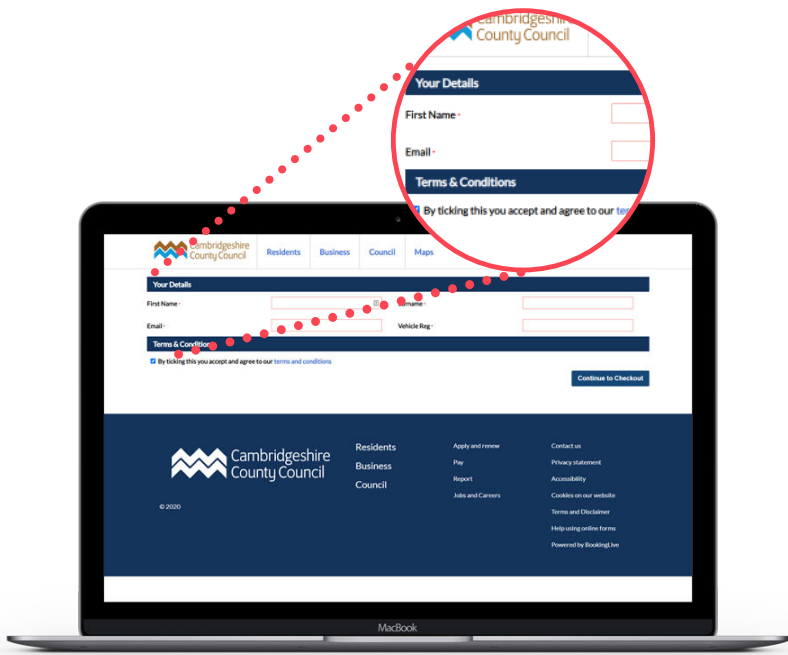 Cambridgeshire
County Council
Your Details
First Name *
Email *
Terms & Conditions
By ticking this you accept and agree to our
Cambridgeshire
County Council
Residents Business Council Maps
Your Details
First Name * Surname *
Email * Vehicle Reg *
Terms & Conditions
By ticking this you accept and agree to our terms and conditions
Continue to Checkout
Cambridgeshire
County Council
© 2020
Residents
Business
Council
Apply and renew
Pay
Report
Jobs and Careers
Contact us
Privacy statement
Accessibility
Cookies on our website
Terms and Disclaimer
Help using online forms
Powered by BookingLive
MacBook